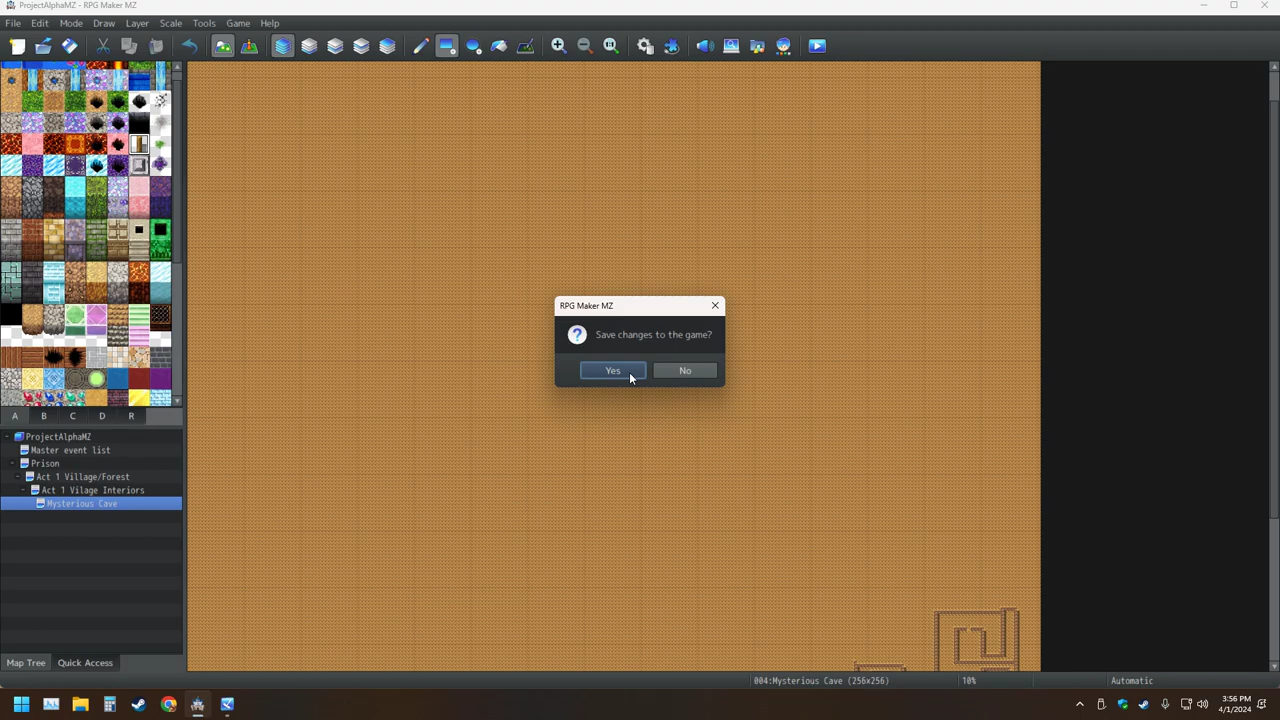 ProjectAlphaMZ - RPG Maker MZ
File Edit Mode Draw Layer Scale Tools Game Help
RPG Maker MZ
Save changes to the game?
Yes No
A B C D R
ProjectAlphaMZ
Master event list
Prison
Act 1 Village/Forest
Act 1 Vilage Interiors
Mysterious Cave
Map Tree Quick Access
004:Mysterious Cave (256x256) 10% Automatic
3:56 PM
4/1/2024